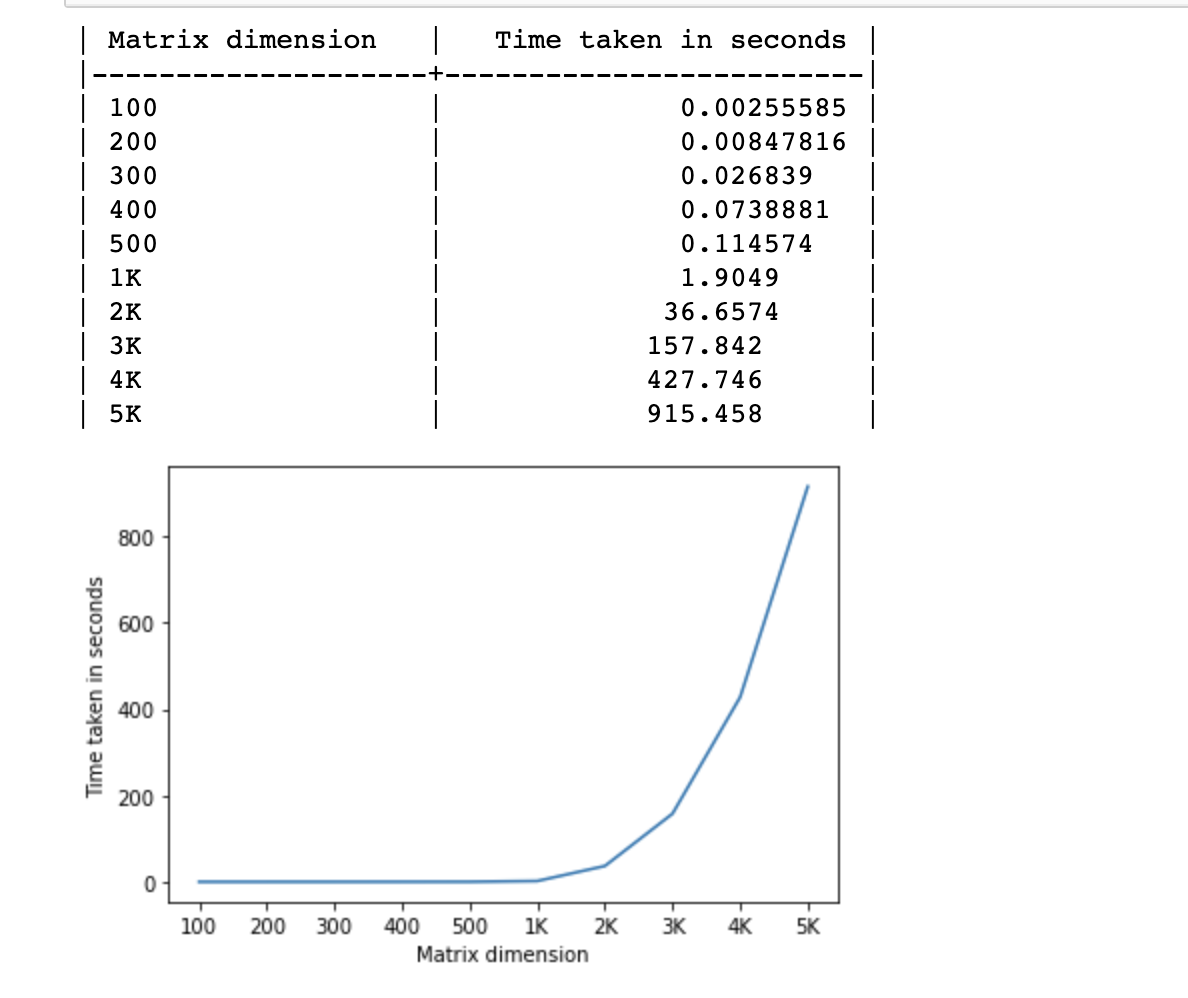 | Matrix dimension   |   Time taken in seconds |
|--------------------+-------------------------|
| 100                |              0.00255585 |
| 200                |              0.00847816 |
| 300                |              0.026839   |
| 400                |              0.0738881  |
| 500                |              0.114574   |
| 1K                 |              1.9049     |
| 2K                 |             36.6574     |
| 3K                 |            157.842      |
| 4K                 |            427.746      |
| 5K                 |            915.458      |
Time taken in seconds
800
600
400
200
0
100 200 300 400 500 1K 2K 3K 4K 5K
Matrix dimension